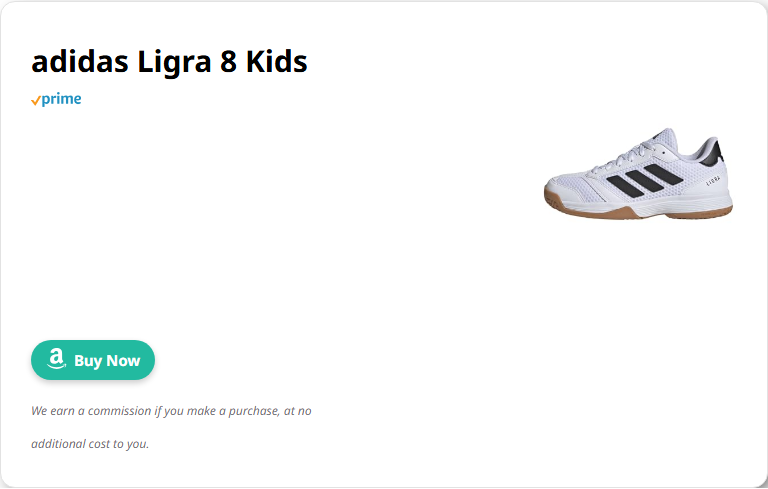 adidas Ligra 8 Kids
prime
LIGRA
Buy Now
We earn a commission if you make a purchase, at no
additional cost to you.